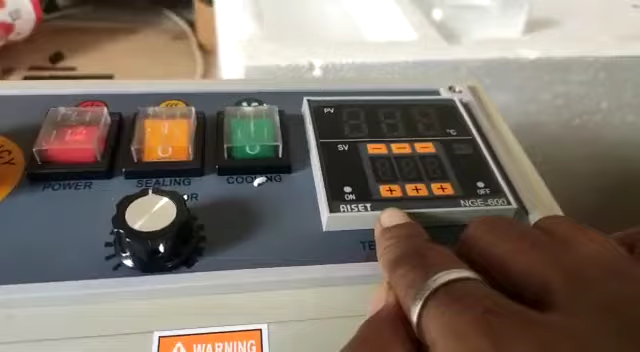 PV
°C
SV
ON
OFF
AISET
NGE-600
POWER
SEALING
COOLING
WARNING